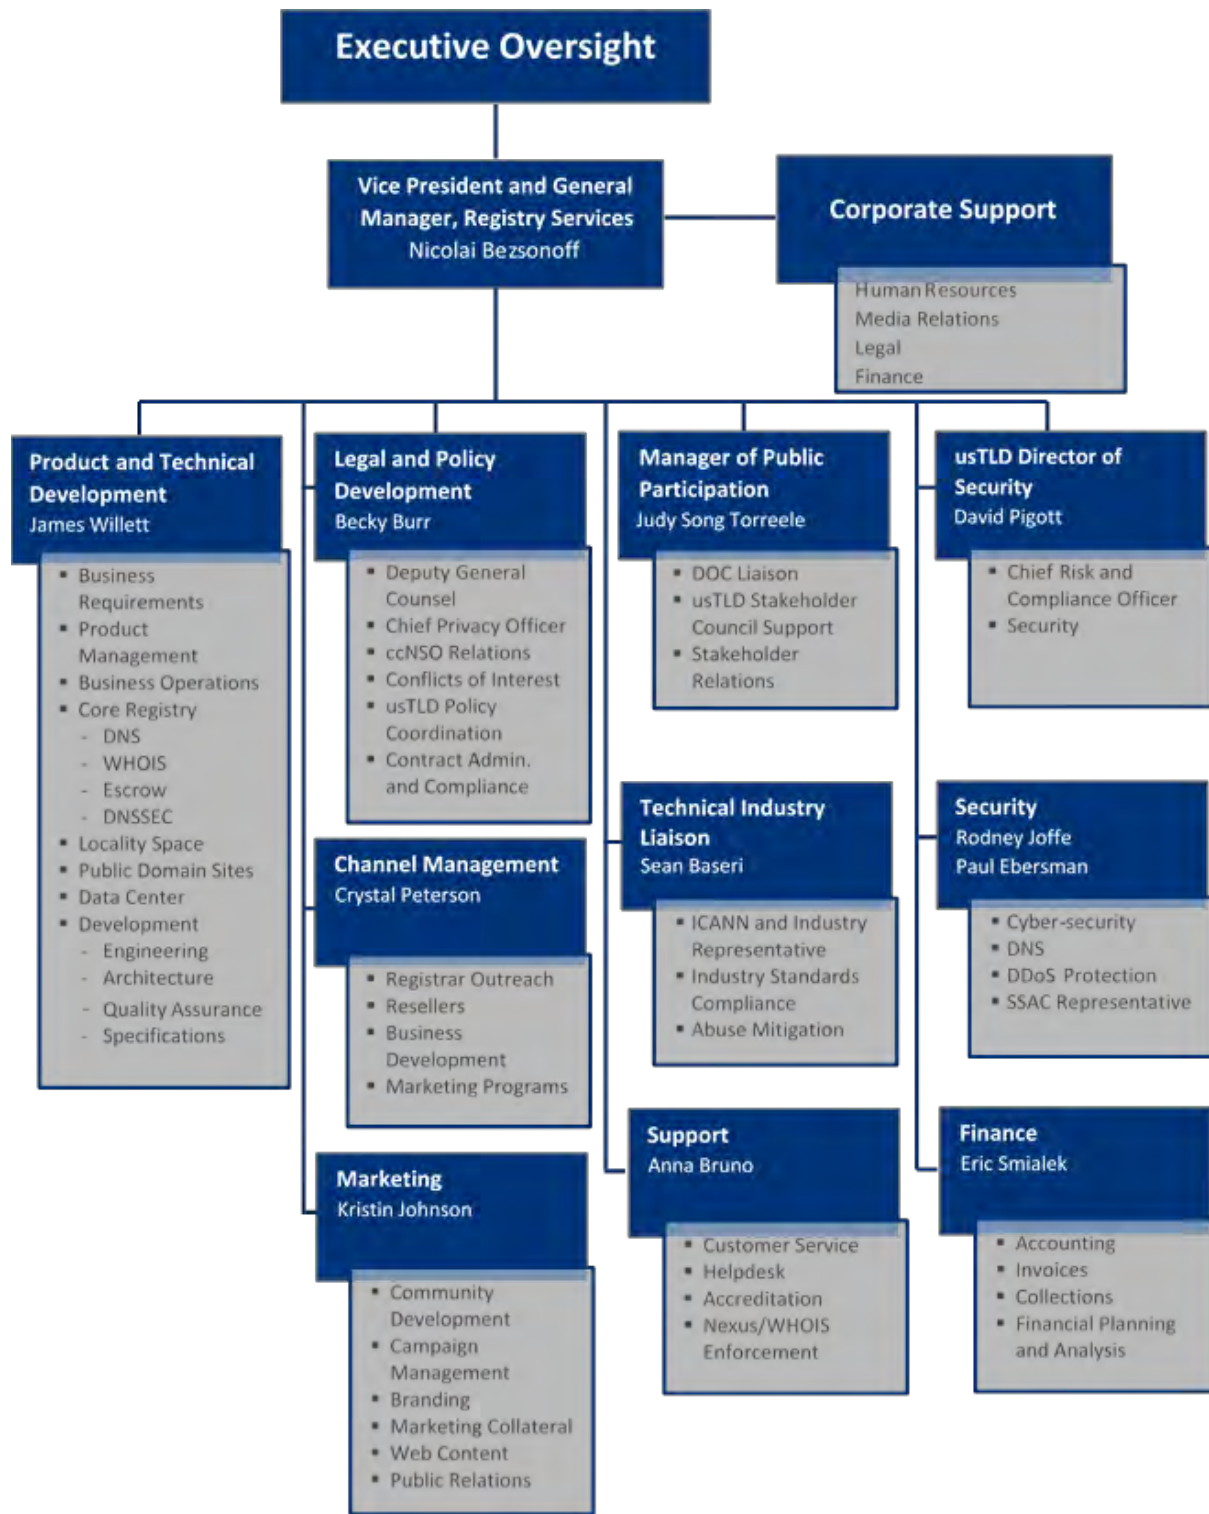 Executive Oversight
Vice President and General
Manager, Registry Services
Nicolai Bezsonoff
Corporate Support
Human Resources
Media Relations
Legal
Finance
Product and Technical
Development
James Willett
▪ Business
Requirements
▪ Product
Management
▪ Business Operations
▪ Core Registry
- DNS
- WHOIS
- Escrow
- DNSSEC
▪ Locality Space
▪ Public Domain Sites
▪ Data Center
▪ Development
- Engineering
- Architecture
- Quality Assurance
- Specifications
Legal and Policy
Development
Becky Burr
▪ Deputy General
Counsel
▪ Chief Privacy Officer
▪ ccNSO Relations
▪ Conflicts of Interest
▪ usTLD Policy
Coordination
▪ Contract Admin.
and Compliance
Channel Management
Crystal Peterson
▪ Registrar Outreach
▪ Resellers
▪ Business
Development
▪ Marketing Programs
Marketing
Kristin Johnson
▪ Community
Development
▪ Campaign
Management
▪ Branding
▪ Marketing Collateral
▪ Web Content
▪ Public Relations
Manager of Public
Participation
Judy Song Torreele
▪ DOC Liaison
▪ usTLD Stakeholder
Council Support
▪ Stakeholder
Relations
Technical Industry
Liaison
Sean Baseri
▪ ICANN and Industry
Representative
▪ Industry Standards
Compliance
▪ Abuse Mitigation
Support
Anna Bruno
▪ Customer Service
▪ Helpdesk
▪ Accreditation
▪ Nexus/WHOIS
Enforcement
usTLD Director of
Security
David Pigott
▪ Chief Risk and
Compliance Officer
▪ Security
Security
Rodney Joffe
Paul Ebersman
▪ Cyber-security
▪ DNS
▪ DDoS Protection
▪ SSAC Representative
Finance
Eric Smialek
▪ Accounting
▪ Invoices
▪ Collections
▪ Financial Planning
and Analysis